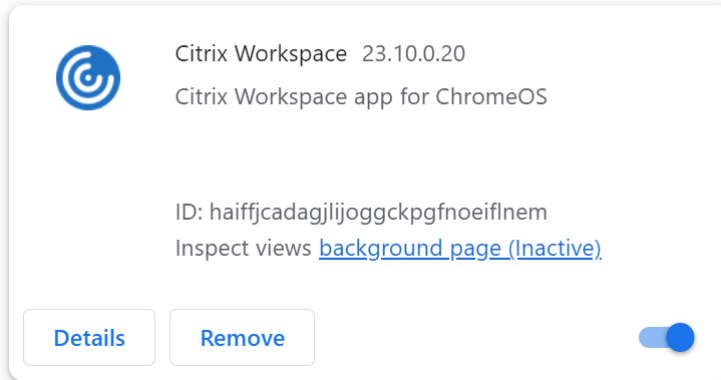 Citrix Workspace 23.10.0.20
Citrix Workspace app for ChromeOS
ID: haiffjcadagjlijoggckpgfnoeiflnem
Inspect views background page (Inactive)
Details Remove